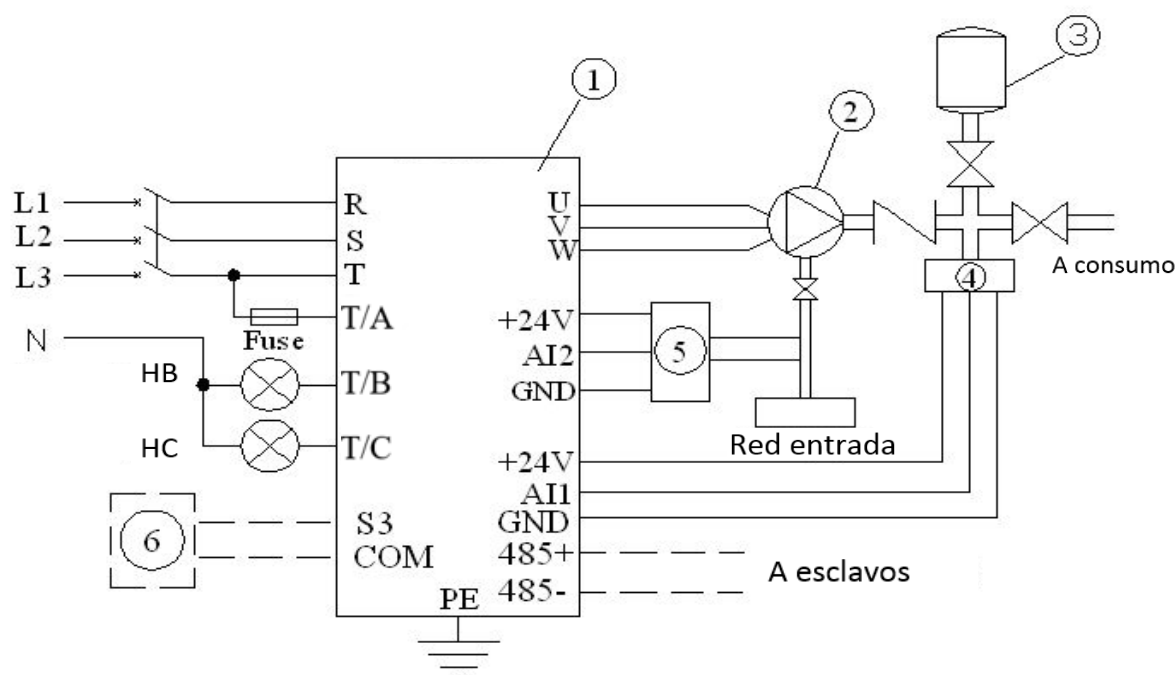 3
1
2
L1
R
U
L2
S
V
W
L3
T
4
A consumo
T/A
+24V
N
Fuse
5
AI2
HB
T/B
GND
HC
T/C
Red entrada
+24V
AI1
6
S3
GND
COM
485+
A esclavos
485-
PE